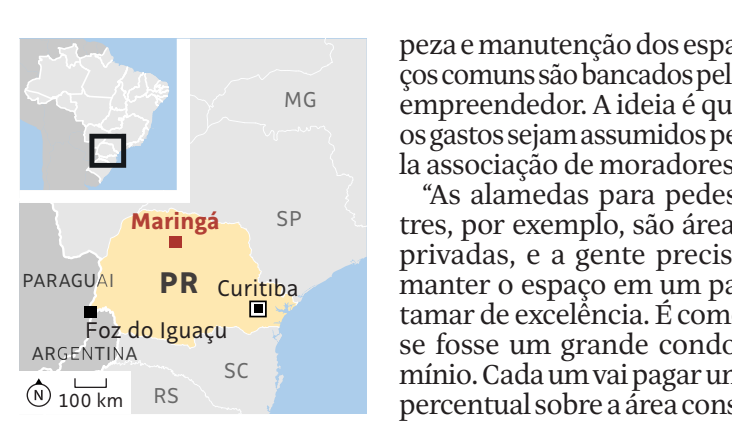 MG
SP
Maringá
PARAGUAI
PR
Curitiba
Foz do Iguaçu
ARGENTINA
SC
RS
N
100 km
peza e manutenção dos espa
ços comuns são bancados pel
empreendedor. A ideia é qu
os gastos sejam assumidos pe
la associação de moradores
“As alamedas para pedes
tres, por exemplo, são área
privadas, e a gente precis
manter o espaço em um pa
tamar de excelência. É com
se fosse um grande condo
mínio. Cada um vai pagar un
percentual sobre a área cons